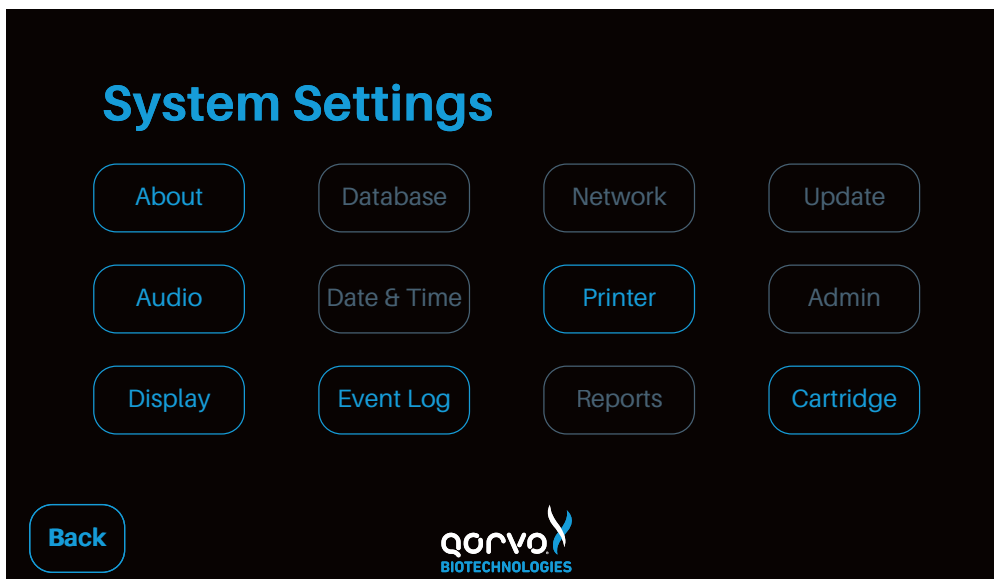 System Settings
About Database Network Update
Audio Date & Time Printer Admin
Display Event Log Reports Cartridge
Back
QORVO
BIOTECHNOLOGIES